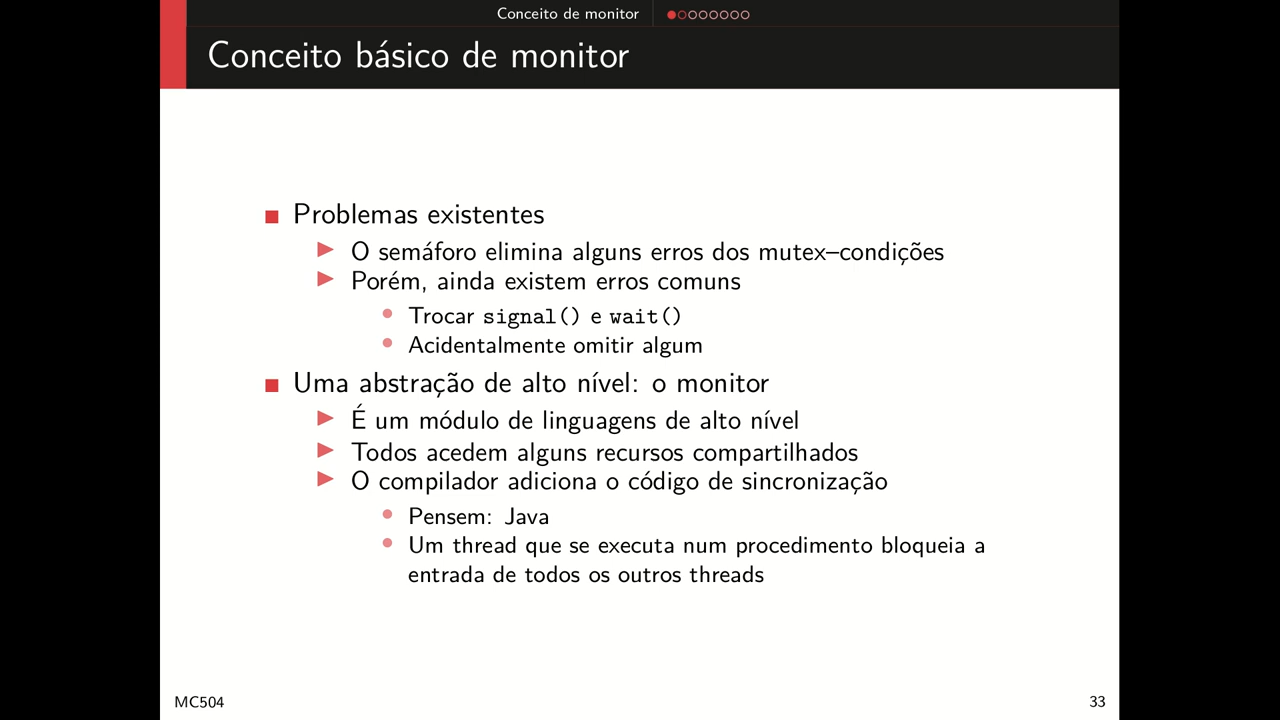 Conceito de monitor
Conceito básico de monitor
Problemas existentes
O semáforo elimina alguns erros dos mutex–condições
Porém, ainda existem erros comuns
Trocar signal() e wait()
Acidentalmente omitir algum
Uma abstração de alto nível: o monitor
É um módulo de linguagens de alto nível
Todos acedem alguns recursos compartilhados
O compilador adiciona o código de sincronização
Pensem: Java
Um thread que se executa num procedimento bloqueia a
entrada de todos os outros threads
MC504
33